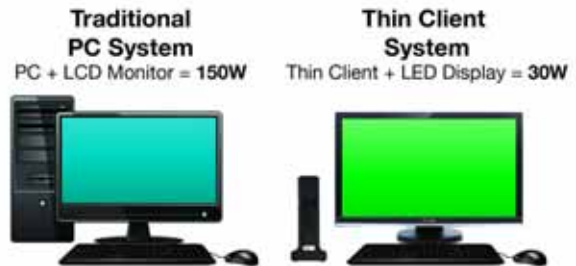 Traditional
PC System
PC + LCD Monitor = 150W
Thin Client
System
Thin Client + LED Display = 30W